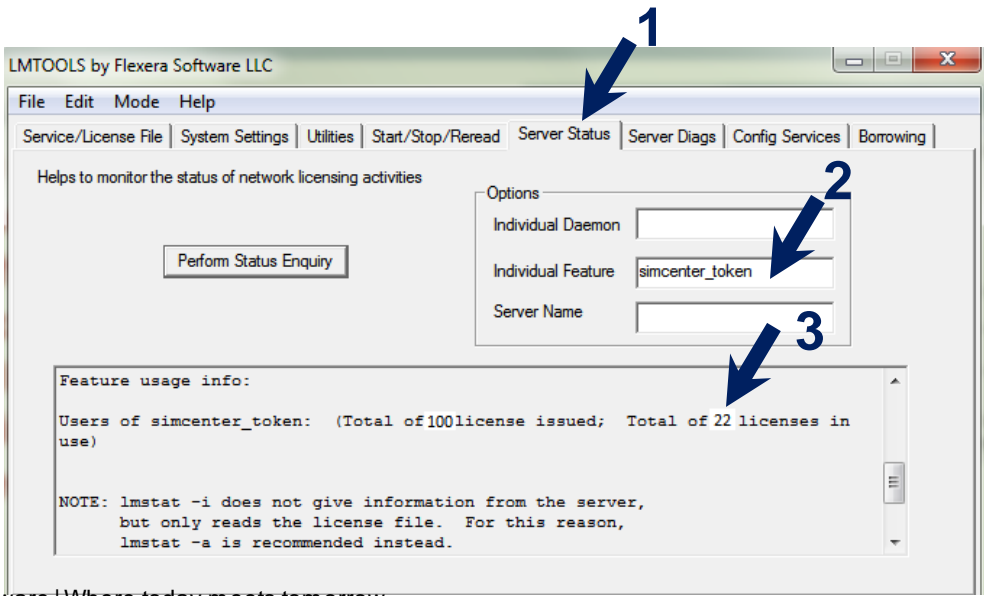 1
LMTOOLS by Flexera Software LLC
File Edit Mode Help
Service/License File System Settings Utilities Start/Stop/Reread Server Status Server Diags Config Services Borrowing
Helps to monitor the status of network licensing activities
2
Options
Individual Daemon
Perform Status Enquiry
Individual Feature simcenter_token
Server Name
3
Feature usage info:
Users of simcenter_token: (Total of 100 license issued; Total of 22 licenses in
use)
NOTE: lmstat -i does not give information from the server,
but only reads the license file. For this reason,
lmstat -a is recommended instead.
Where today meets tomorrow